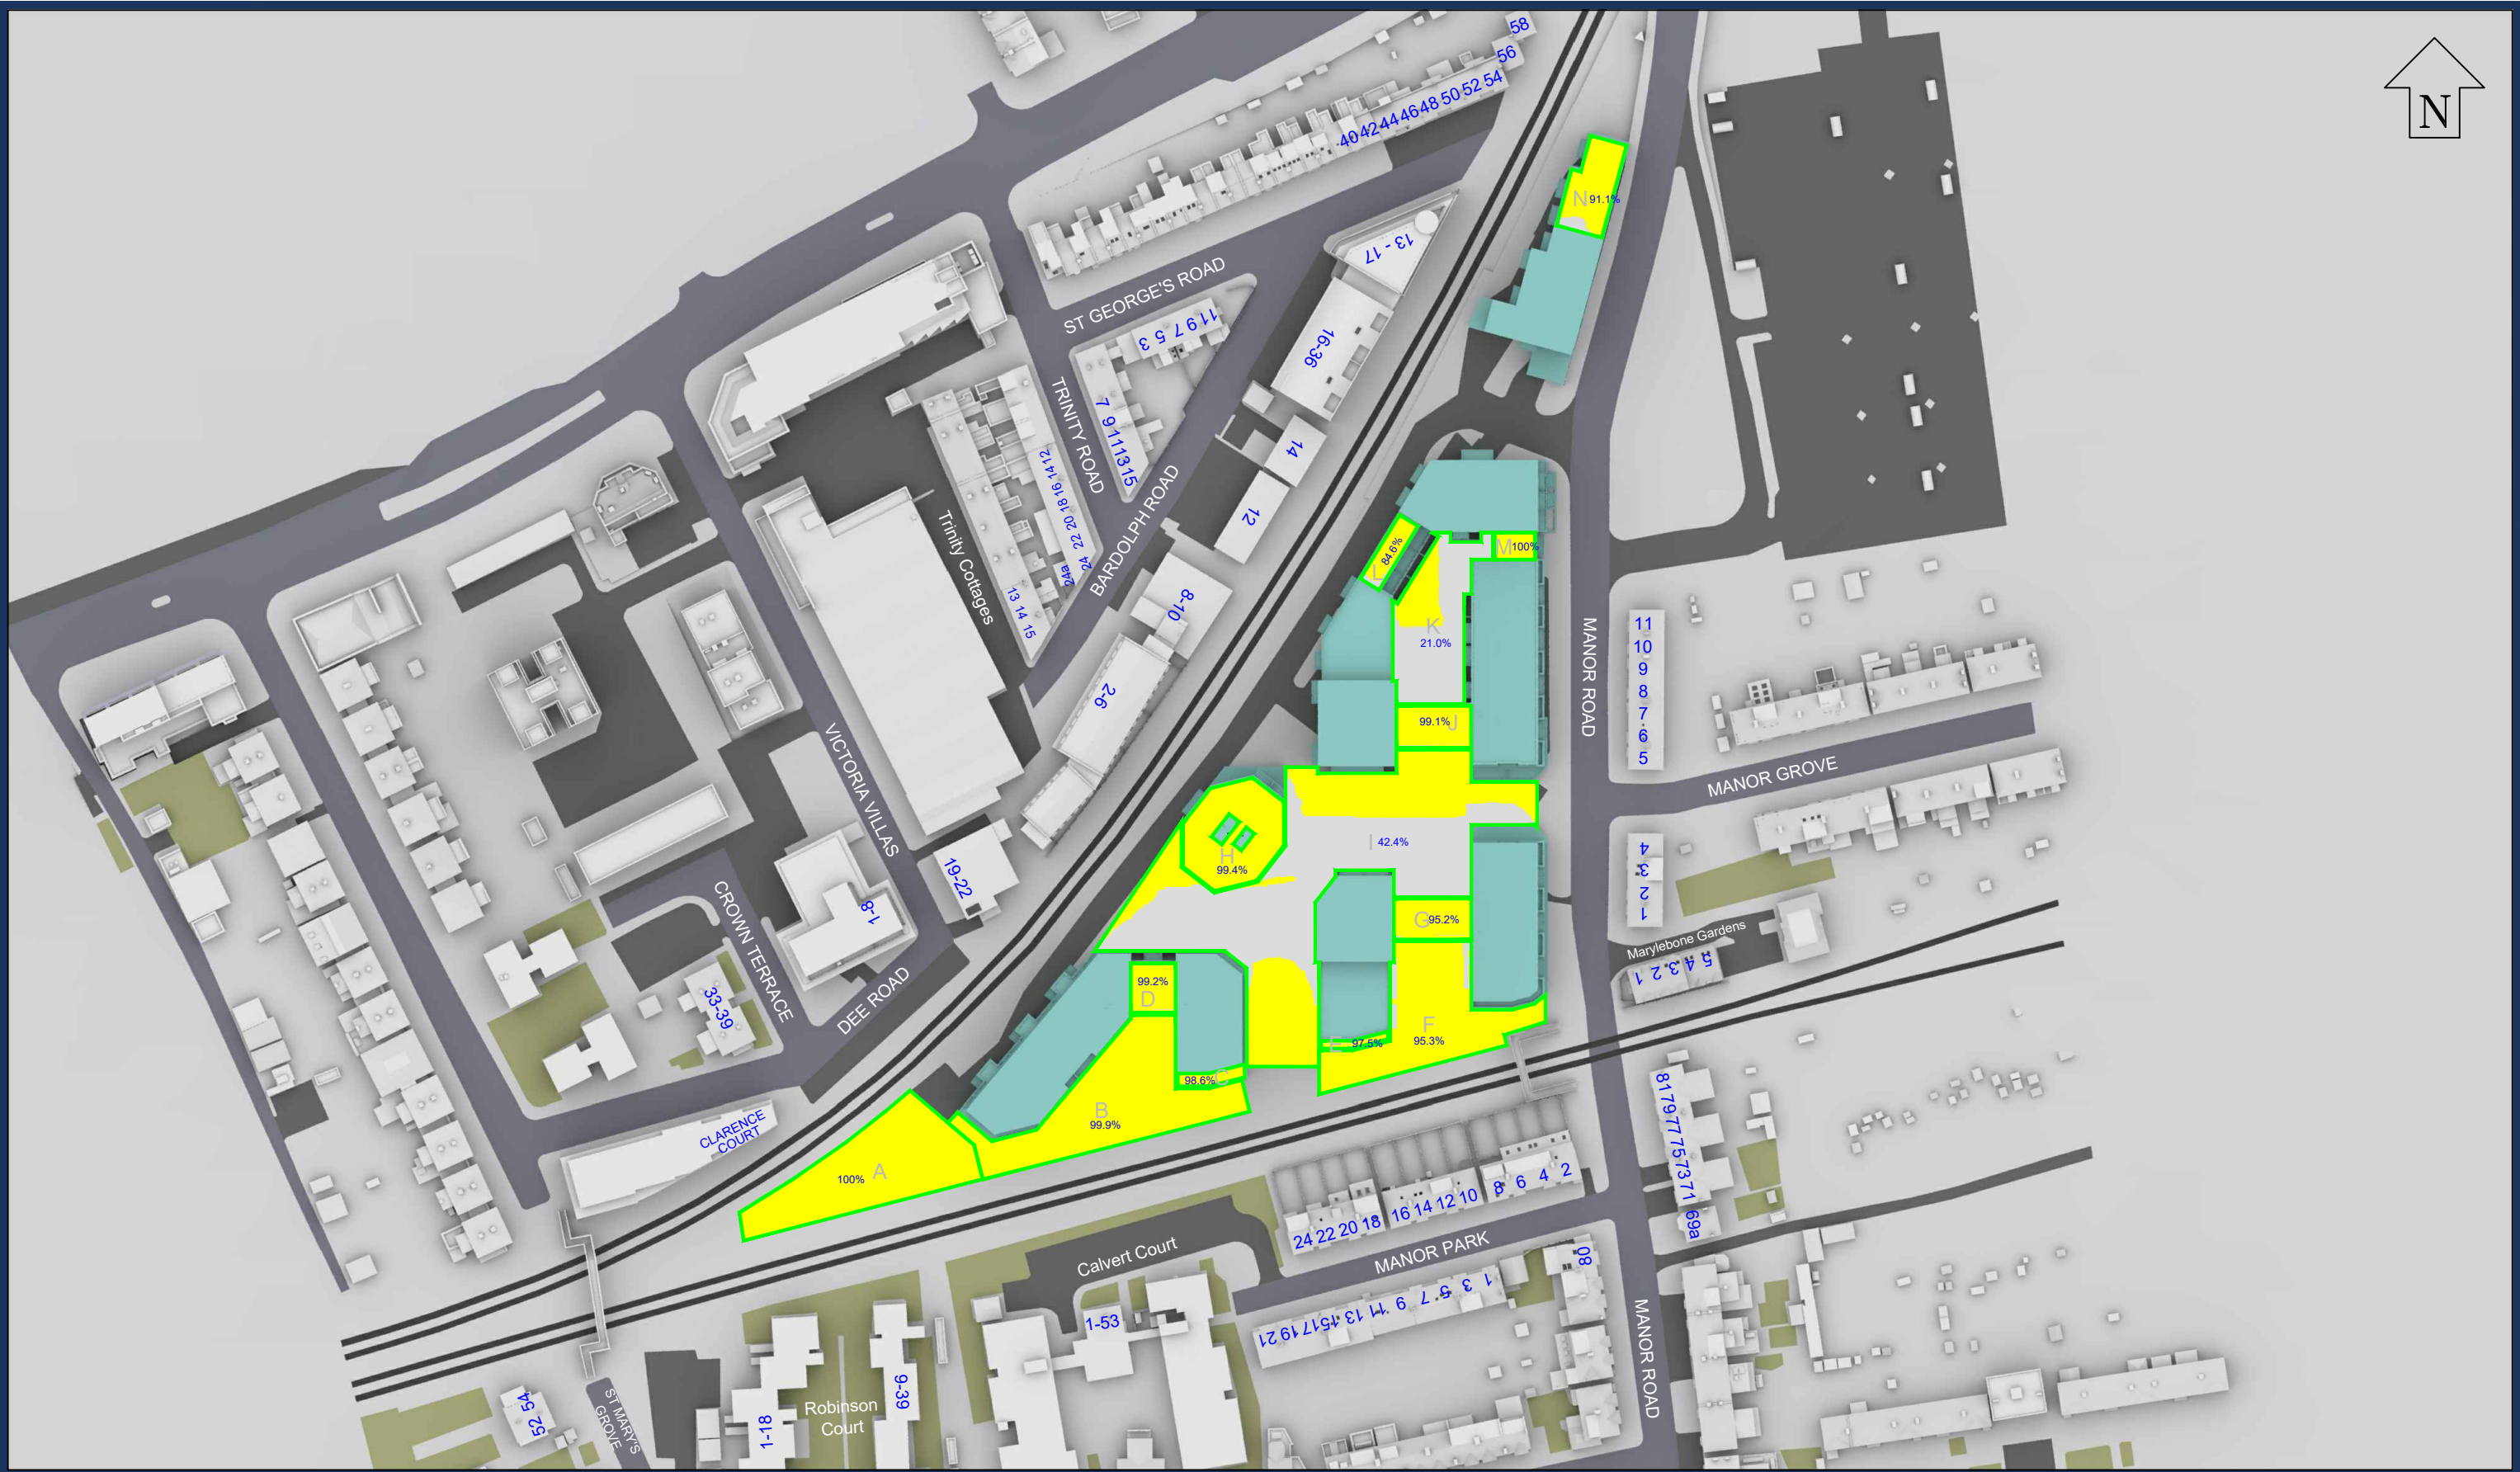 58
56
40 42 44 46 48 50 52 54
N
N 91.1%
13 - 17
ST GEORGE'S ROAD
3 5 7 9 11
16-36
TRINITY ROAD
7 9 11 13 15
14
12
12 14 16 18 20 22 24
24a
BARDOLPH ROAD
Trinity Cottages
13 14 15
8-10
2-6
L 84.6%
M 100%
K
21.0%
MANOR ROAD
11
10
9
8
7
6
5
99.1% J
MANOR GROVE
VICTORIA VILLAS
H
99.4%
I 42.4%
4
3
2
1
19-22
1-8
CROWN TERRACE
G 95.2%
Marylebone Gardens
1 2 3 4 5
33-39
DEE ROAD
99.2%
D
F
95.3%
E 97.5%
98.6% C
B
99.9%
CLARENCE
COURT
A
100%
81 79 77 75 73 71
69a
24 22 20 18 16 14 12 10 8 6 4 2
MANOR PARK
Calvert Court
80
21 19 17 15 13 11 9 7 5 3 1
1-53
MANOR ROAD
52 54
ST MARY'S
GROVE
1-18
Robinson
Court